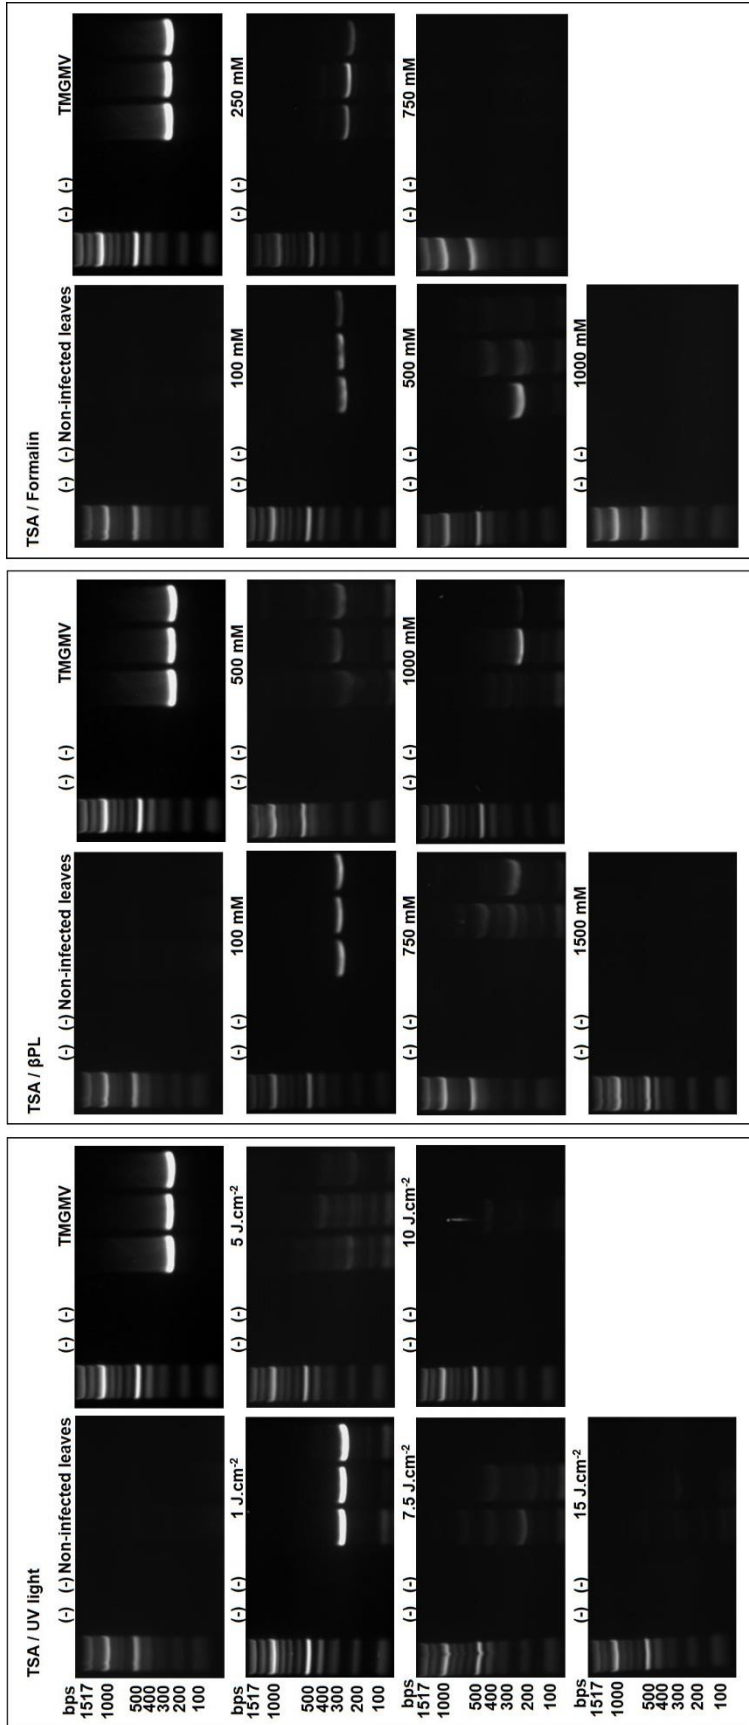 TSA / UV light
(-) (-) Non-infected leaves
(-) (-) TMGMV
bps
1517
1000
500
400
300
200
100
(-) (-) 1 J.cm-2
(-) (-) 5 J.cm-2
bps
1517
1000
500
400
300
200
100
(-) (-) 7.5 J.cm-2
(-) (-) 10 J.cm-2
bps
1517
1000
500
400
300
200
100
(-) (-) 15 J.cm-2
bps
1517
1000
500
400
300
200
100
TSA / βPL
(-) (-) Non-infected leaves
(-) (-) TMGMV
(-) (-) 100 mM
(-) (-) 500 mM
(-) (-) 750 mM
(-) (-) 1000 mM
(-) (-) 1500 mM
TSA / Formalin
(-) (-) Non-infected leaves
(-) (-) TMGMV
(-) (-) 100 mM
(-) (-) 250 mM
(-) (-) 500 mM
(-) (-) 750 mM
(-) (-) 1000 mM